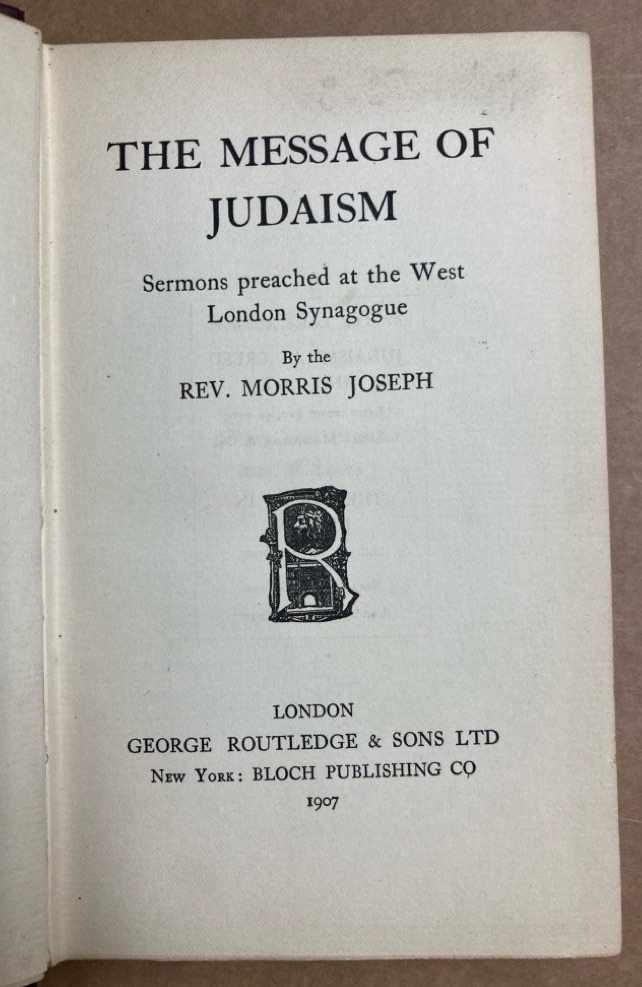 THE MESSAGE OF
JUDAISM
Sermons preached at the West
London Synagogue
By the
REV. MORRIS JOSEPH
R
LONDON
GEORGE ROUTLEDGE & SONS LTD
NEW YORK: BLOCH PUBLISHING CO
1907